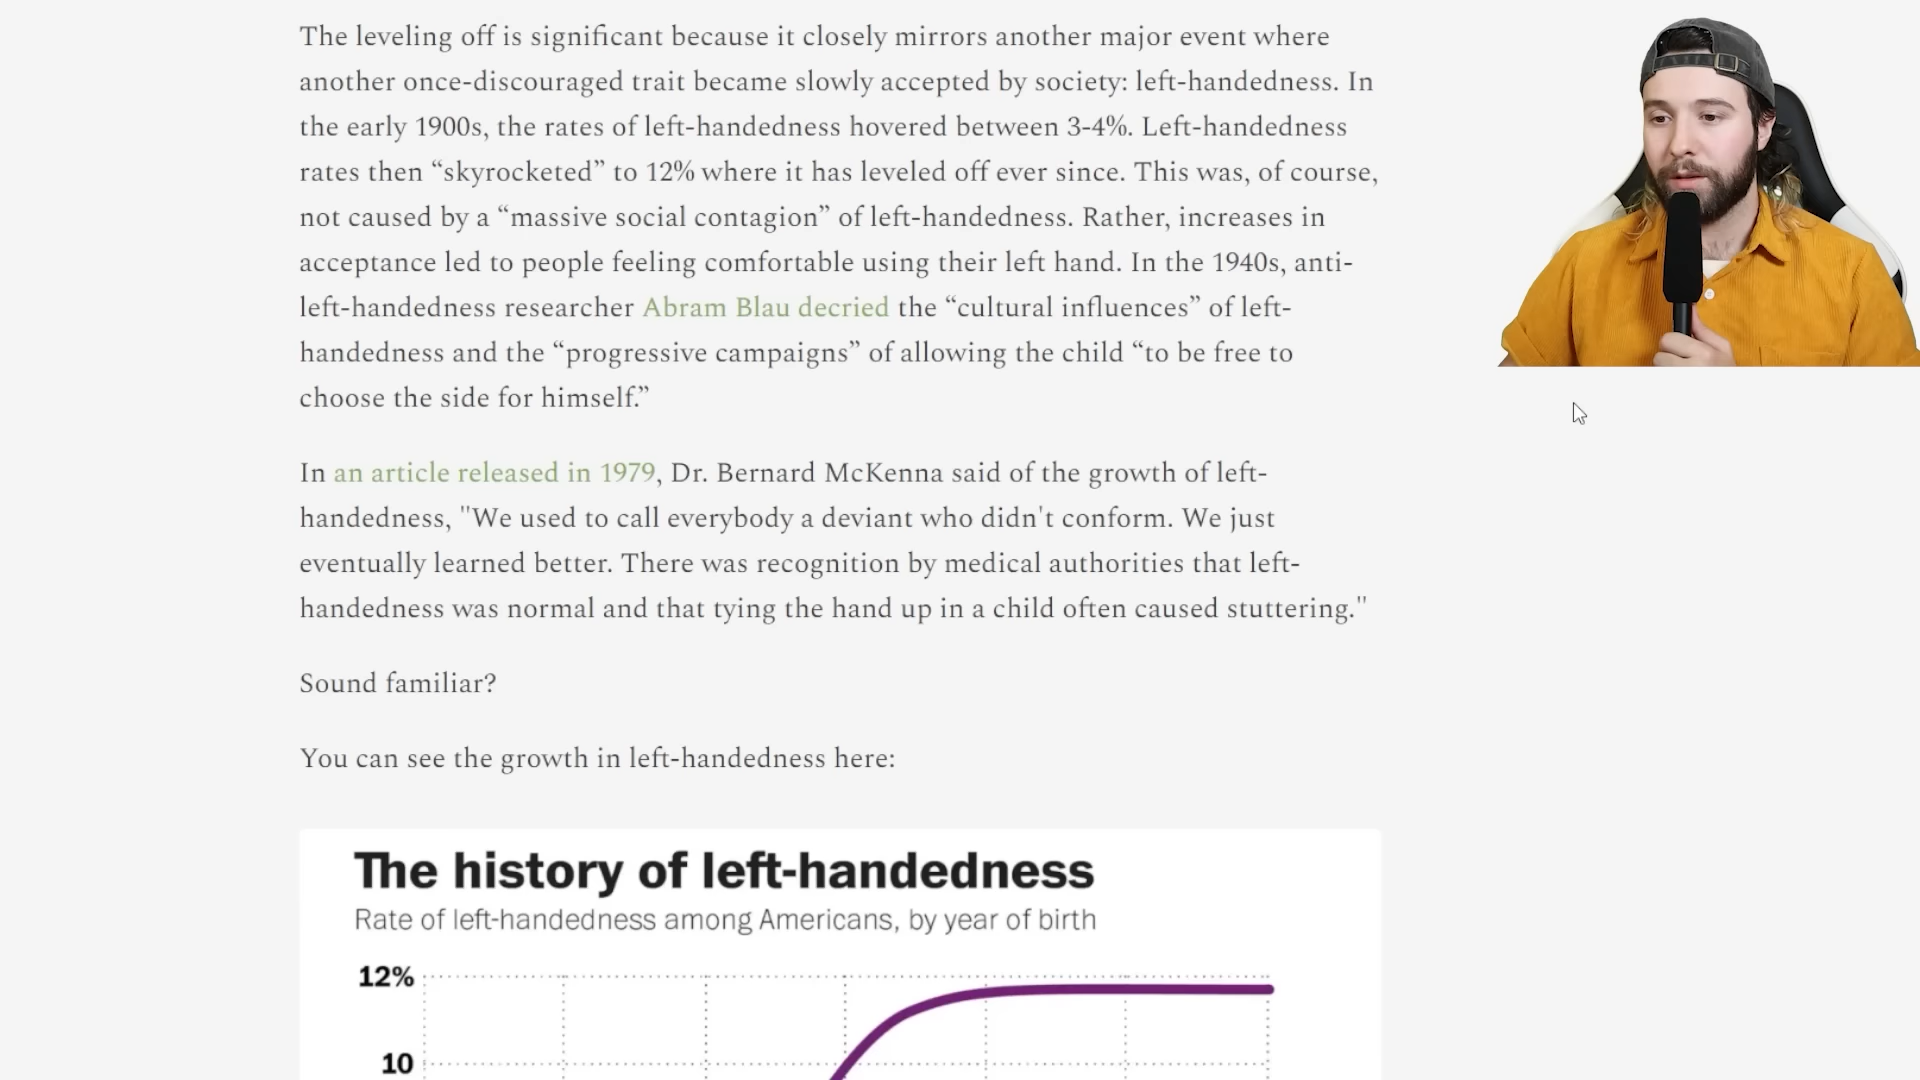 The leveling off is significant because it closely mirrors another major event where
another once-discouraged trait became slowly accepted by society: left-handedness. In
the early 1900s, the rates of left-handedness hovered between 3-4%. Left-handedness
rates then “skyrocketed” to 12% where it has leveled off ever since. This was, of course,
not caused by a “massive social contagion” of left-handedness. Rather, increases in
acceptance led to people feeling comfortable using their left hand. In the 1940s, anti-
left-handedness researcher Abram Blau decried the “cultural influences” of left-
handedness and the “progressive campaigns” of allowing the child “to be free to
choose the side for himself.”
In an article released in 1979, Dr. Bernard McKenna said of the growth of left-
handedness, "We used to call everybody a deviant who didn't conform. We just
eventually learned better. There was recognition by medical authorities that left-
handedness was normal and that tying the hand up in a child often caused stuttering."
Sound familiar?
You can see the growth in left-handedness here:
The history of left-handedness
Rate of left-handedness among Americans, by year of birth
12%
10